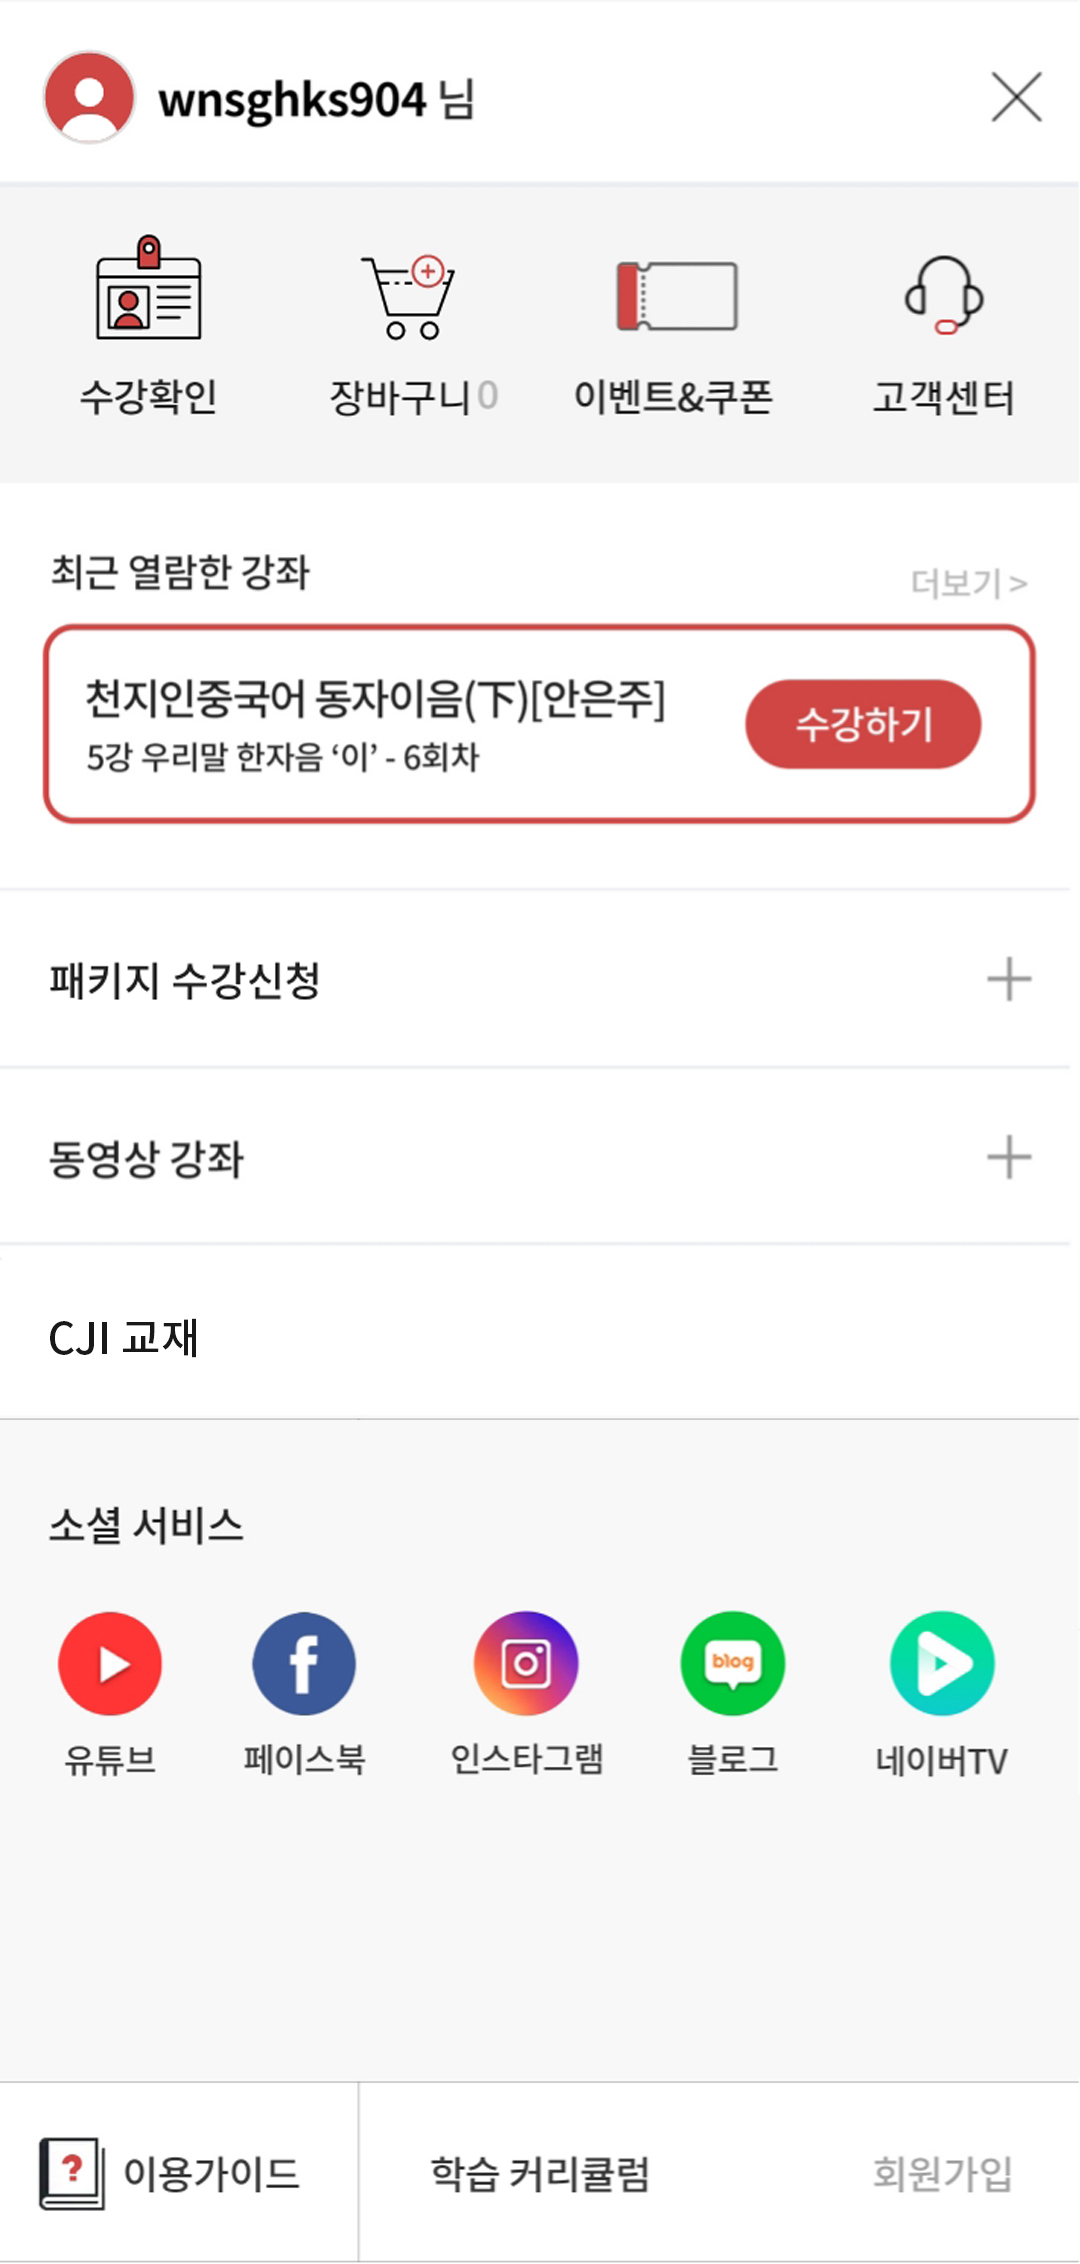 wnsghks904 님
수강확인
장바구니 0
이벤트&쿠폰
고객센터
최근 열람한 강좌
더보기 >
천지인중국어 동자이음(下)[안은주]
5강 우리말 한자음 ‘이’ - 6회차
수강하기
패키지 수강신청
동영상 강좌
CJI 교재
소셜 서비스
blog
유튜브
페이스북
인스타그램
블로그
네이버TV
?
이용가이드
학습 커리큘럼
회원가입